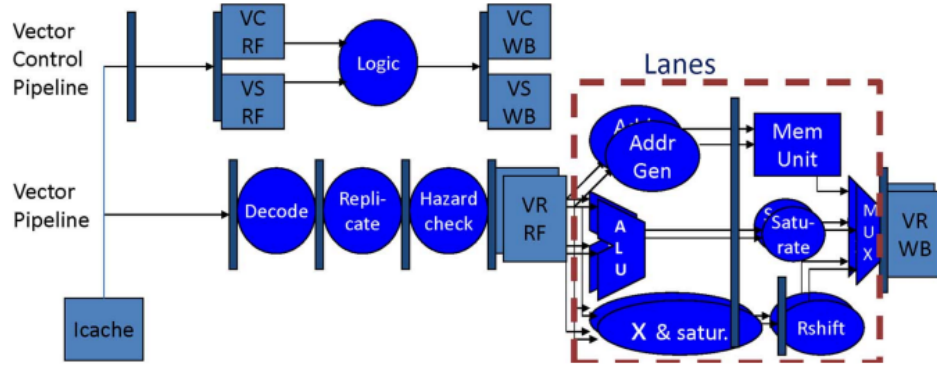 Vector
Control
Pipeline
VC
RF
VS
RF
Logic
VC
WB
VS
WB
Lanes
Addr
Gen
Mem
Unit
Vector
Pipeline
Decode
Repli-
cate
Hazard
check
VR
RF
A
L
U
Satu-
rate
M
U
X
VR
WB
Icache
X & satur.
Rshift